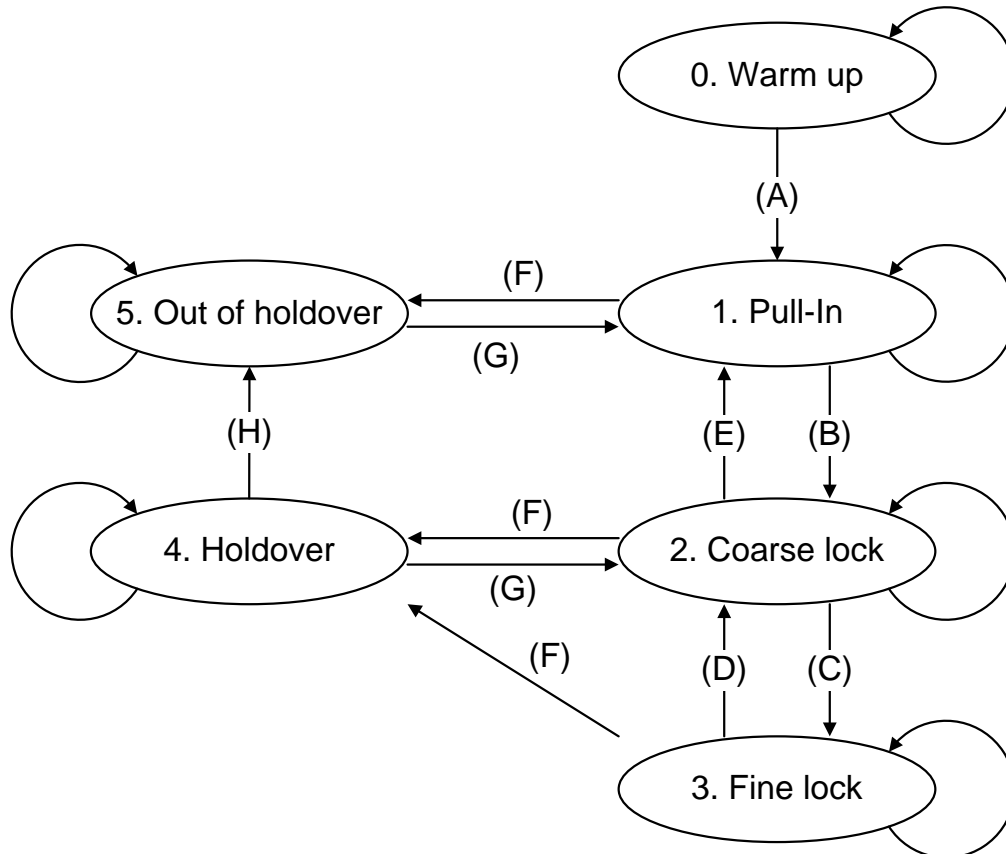 0. Warm up
(A)
(F)
5. Out of holdover
1. Pull-In
(G)
(H)
(E)
(B)
(F)
4. Holdover
2. Coarse lock
(G)
(F)
(D)
(C)
3. Fine lock